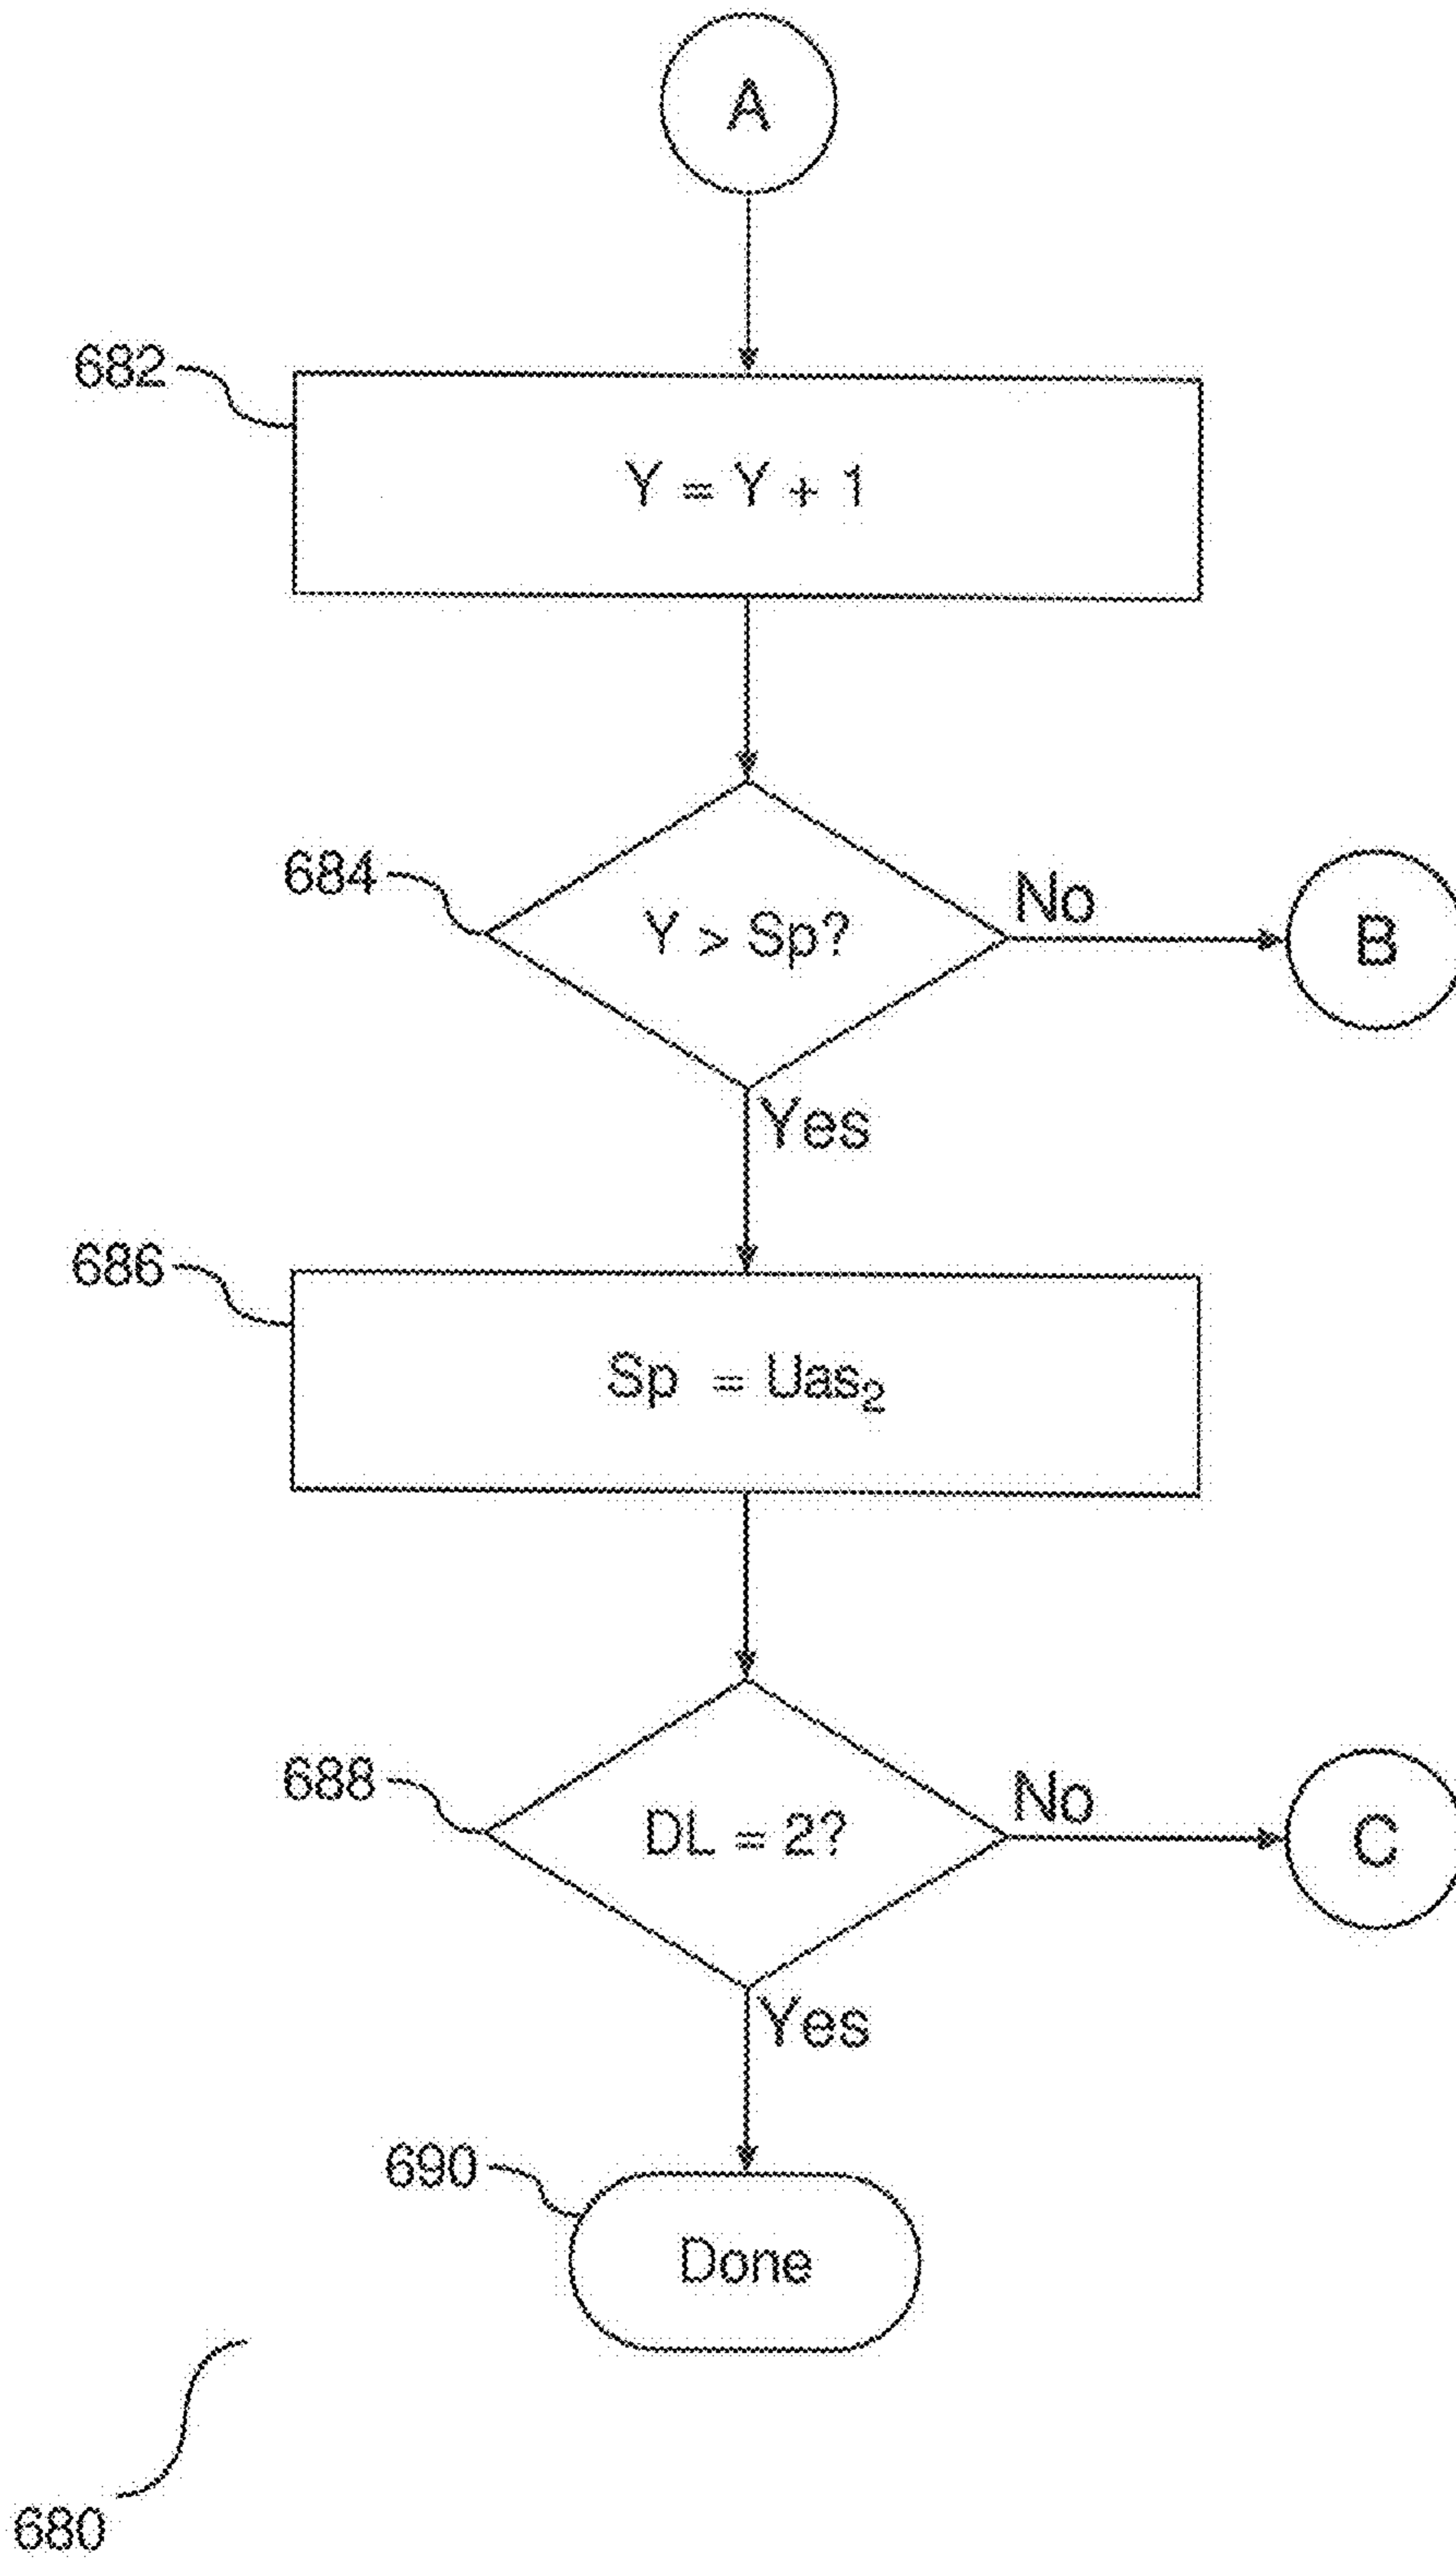 A
682
Y = Y + 1
684
Y > Sp?
No
B
Yes
686
Sp = Uas₂
688
DL = 2?
No
C
Yes
690
Done
680